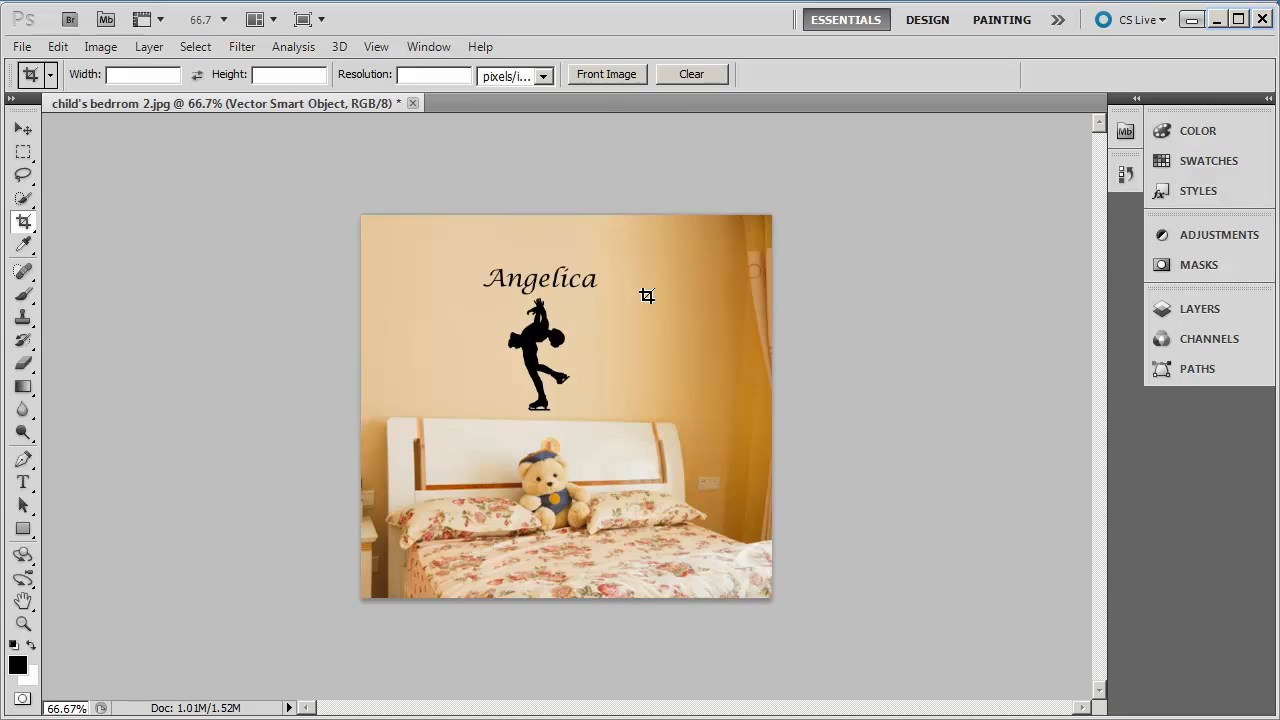 Ps Br Mb 66.7 ESSENTIALS DESIGN PAINTING CS Live
File Edit Image Layer Select Filter Analysis 3D View Window Help
Width: Height: Resolution: pixels/i... Front Image Clear
child's bedrrom 2.jpg @ 66.7% (Vector Smart Object, RGB/8) *
Mb COLOR
SWATCHES
STYLES
ADJUSTMENTS
MASKS
LAYERS
CHANNELS
PATHS
Angelica
66.67% Doc: 1.01M/1.52M